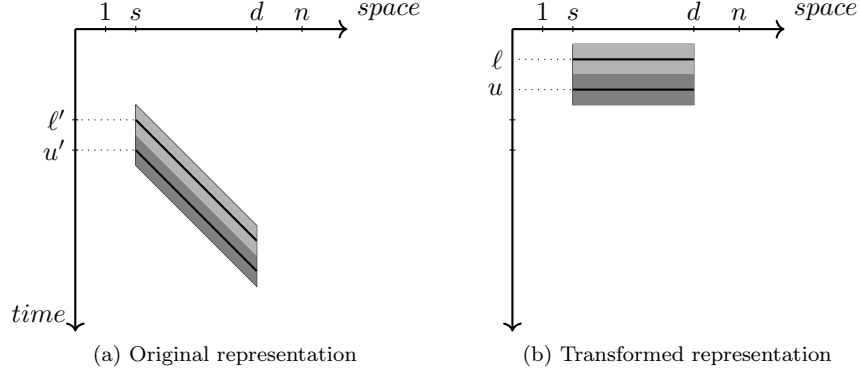 1 s d n space
ℓ′
u′
time
(a) Original representation
1 s d n space
ℓ
u
(b) Transformed representation